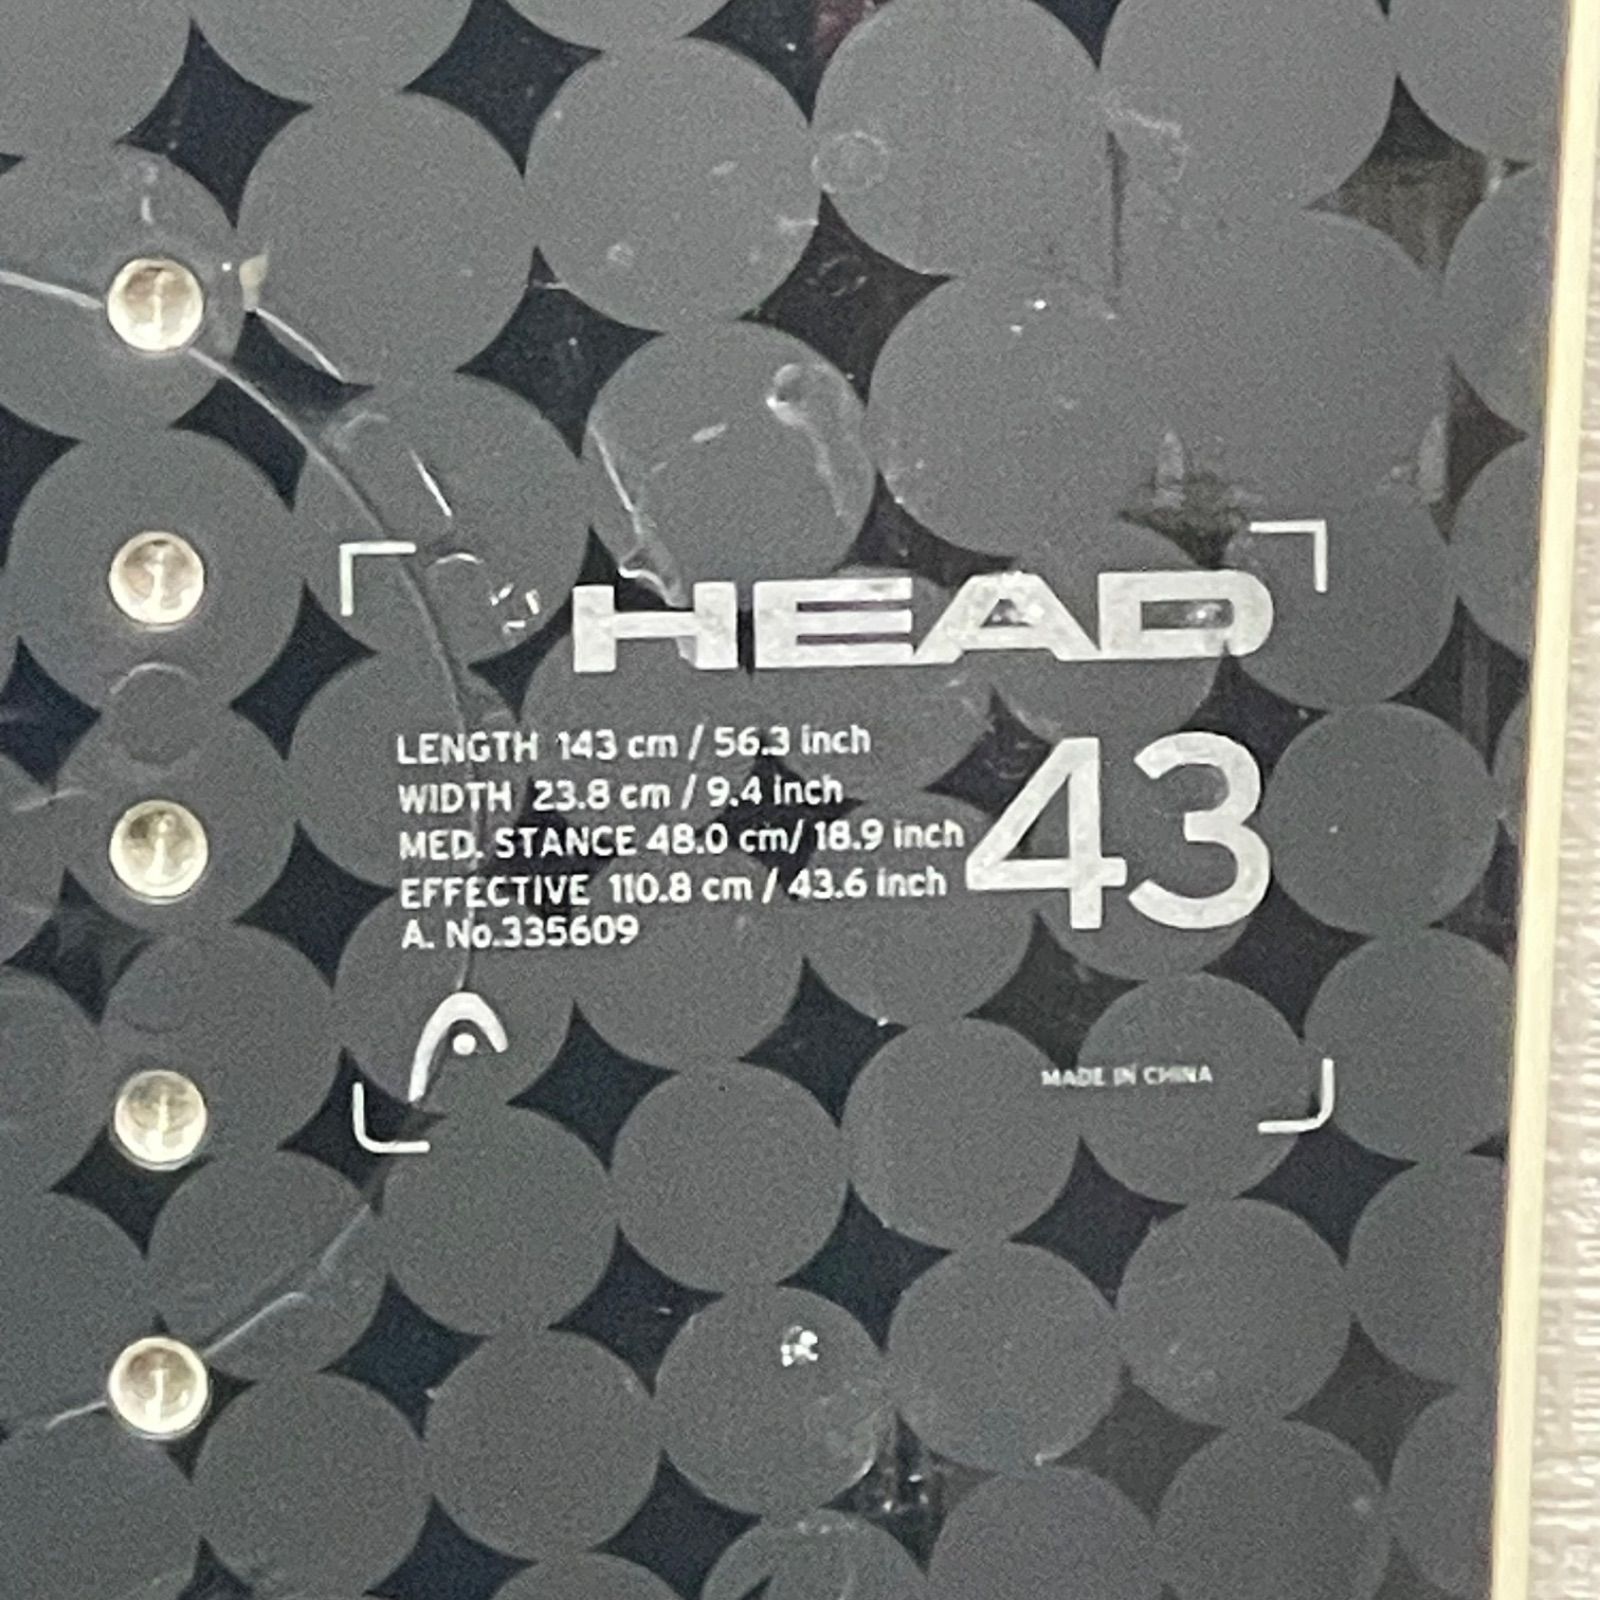 HEAD
LENGTH 143 cm / 56.3 inch
WIDTH 23.8 cm / 9.4 inch
MED. STANCE 48.0 cm/ 18.9 inch
EFFECTIVE 110.8 cm / 43.6 inch
A. No.335609
43
MADE IN CHINA